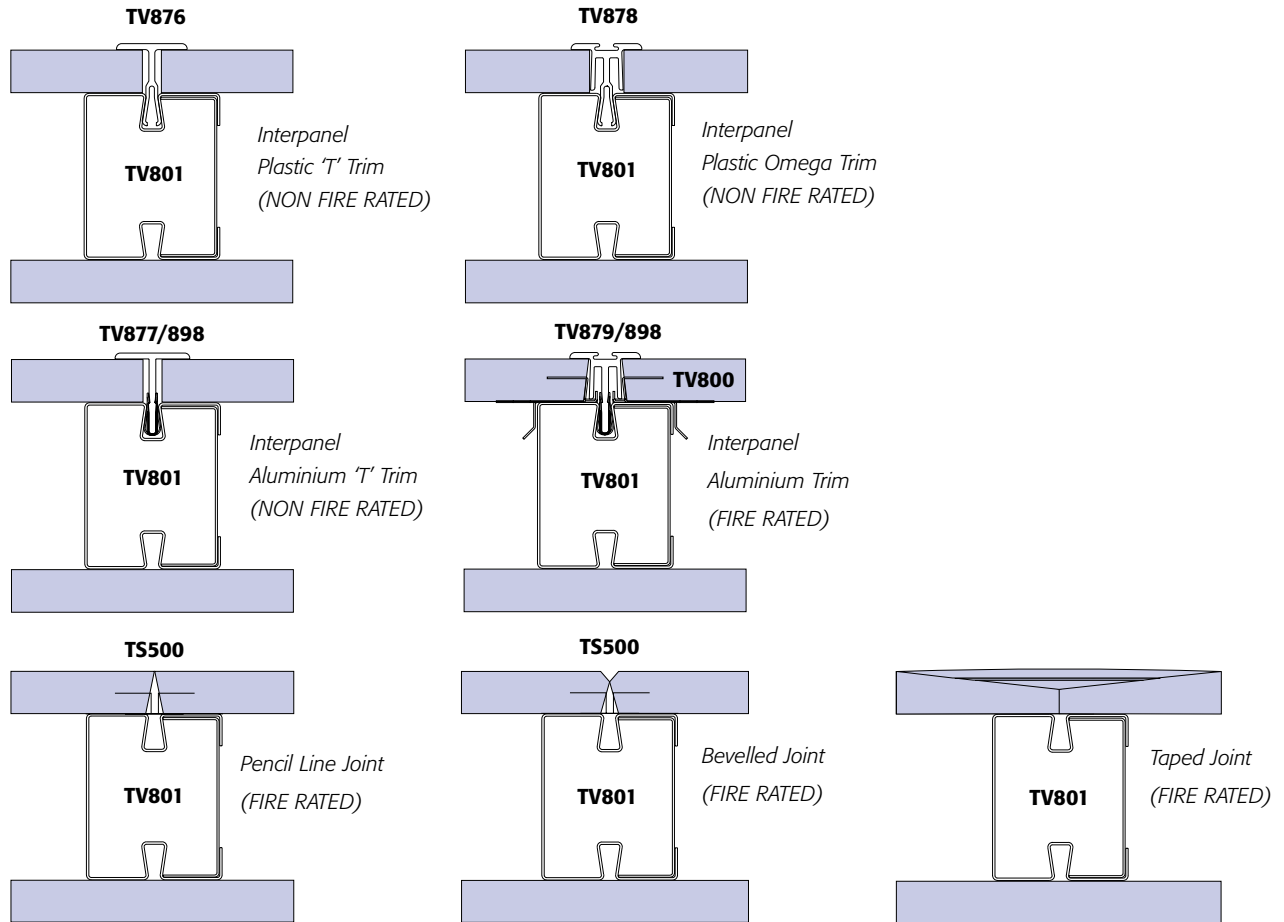 TV876
TV801
Interpanel
Plastic ‘T’ Trim
(NON FIRE RATED)
TV878
TV801
Interpanel
Plastic Omega Trim
(NON FIRE RATED)
TV877/898
TV801
Interpanel
Aluminium ‘T’ Trim
(NON FIRE RATED)
TV879/898
TV800
TV801
Interpanel
Aluminium Trim
(FIRE RATED)
TS500
TV801
Pencil Line Joint
(FIRE RATED)
TS500
TV801
Bevelled Joint
(FIRE RATED)
TV801
Taped Joint
(FIRE RATED)